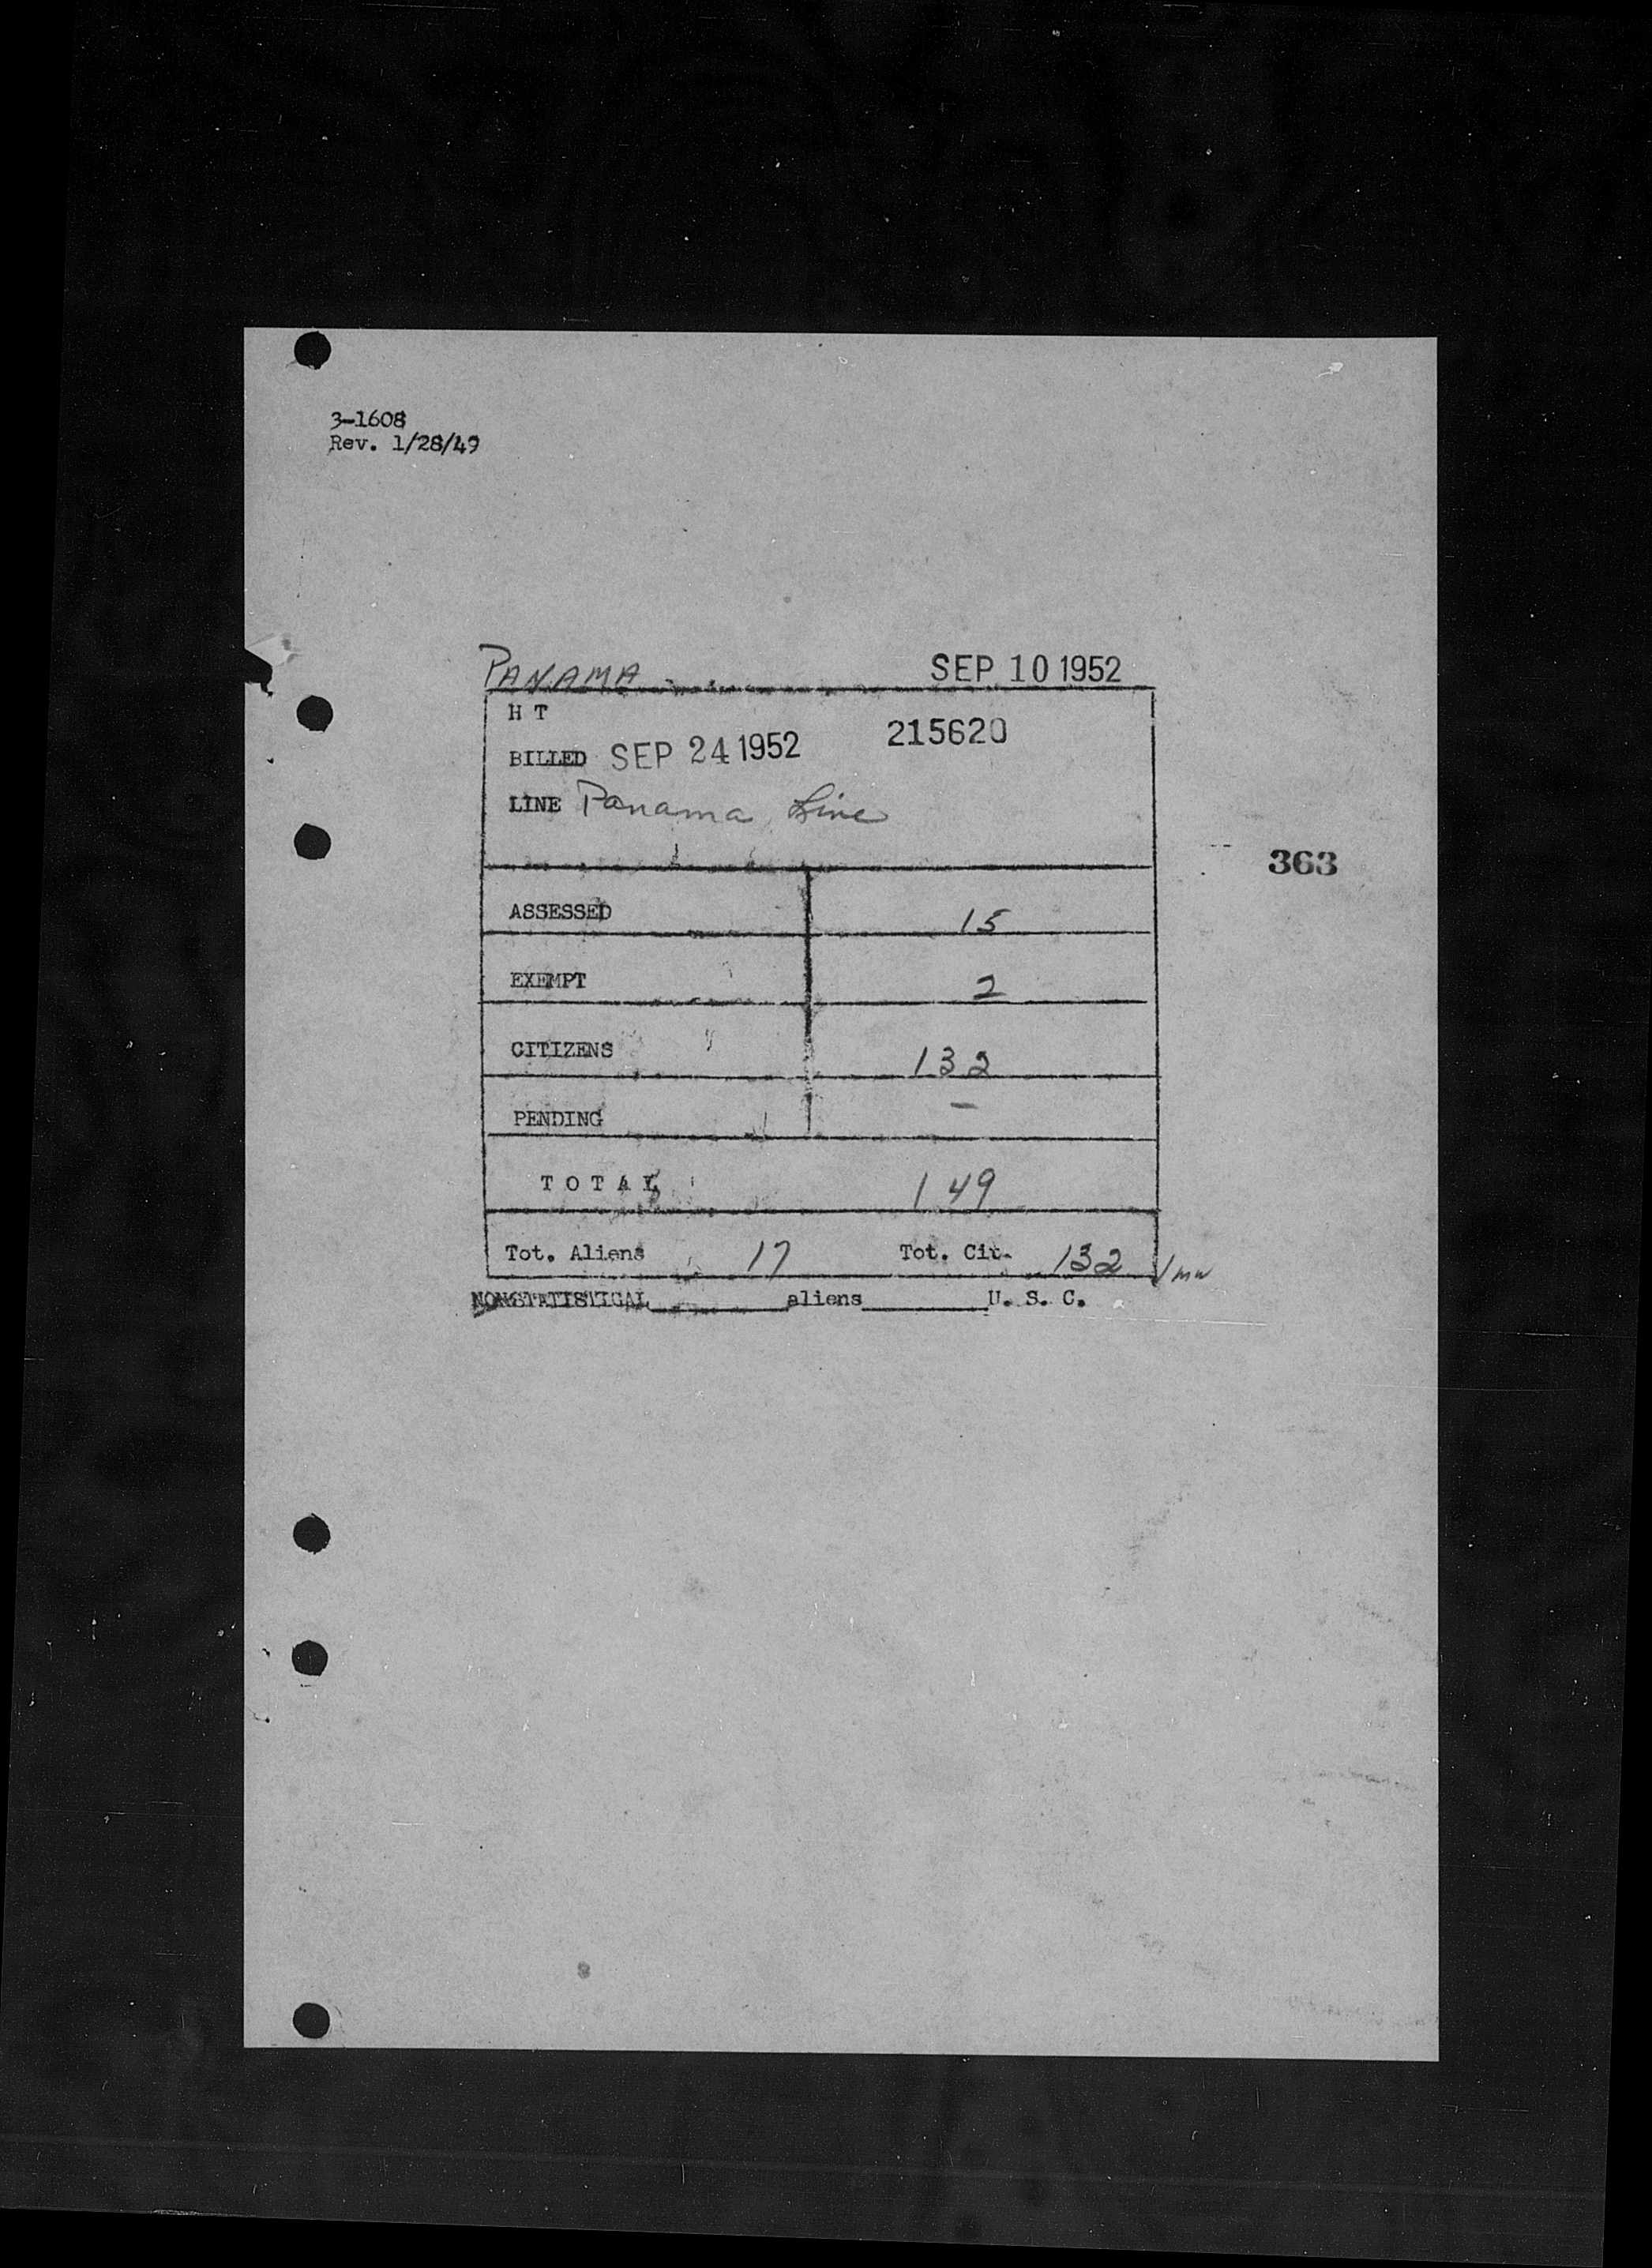 3-1608
Rev. 1/28/49
PANAMA SEP 10 1952
H T
215620
BILLED SEP 24 1952
LINE Panama Line
363
ASSESSED 15
EXEMPT 2
CITIZENS 132
PENDING -
T O T A L 149
Tot. Aliens 17 Tot. Cit. 132
NONSTATISTICAL aliens U. S. C.